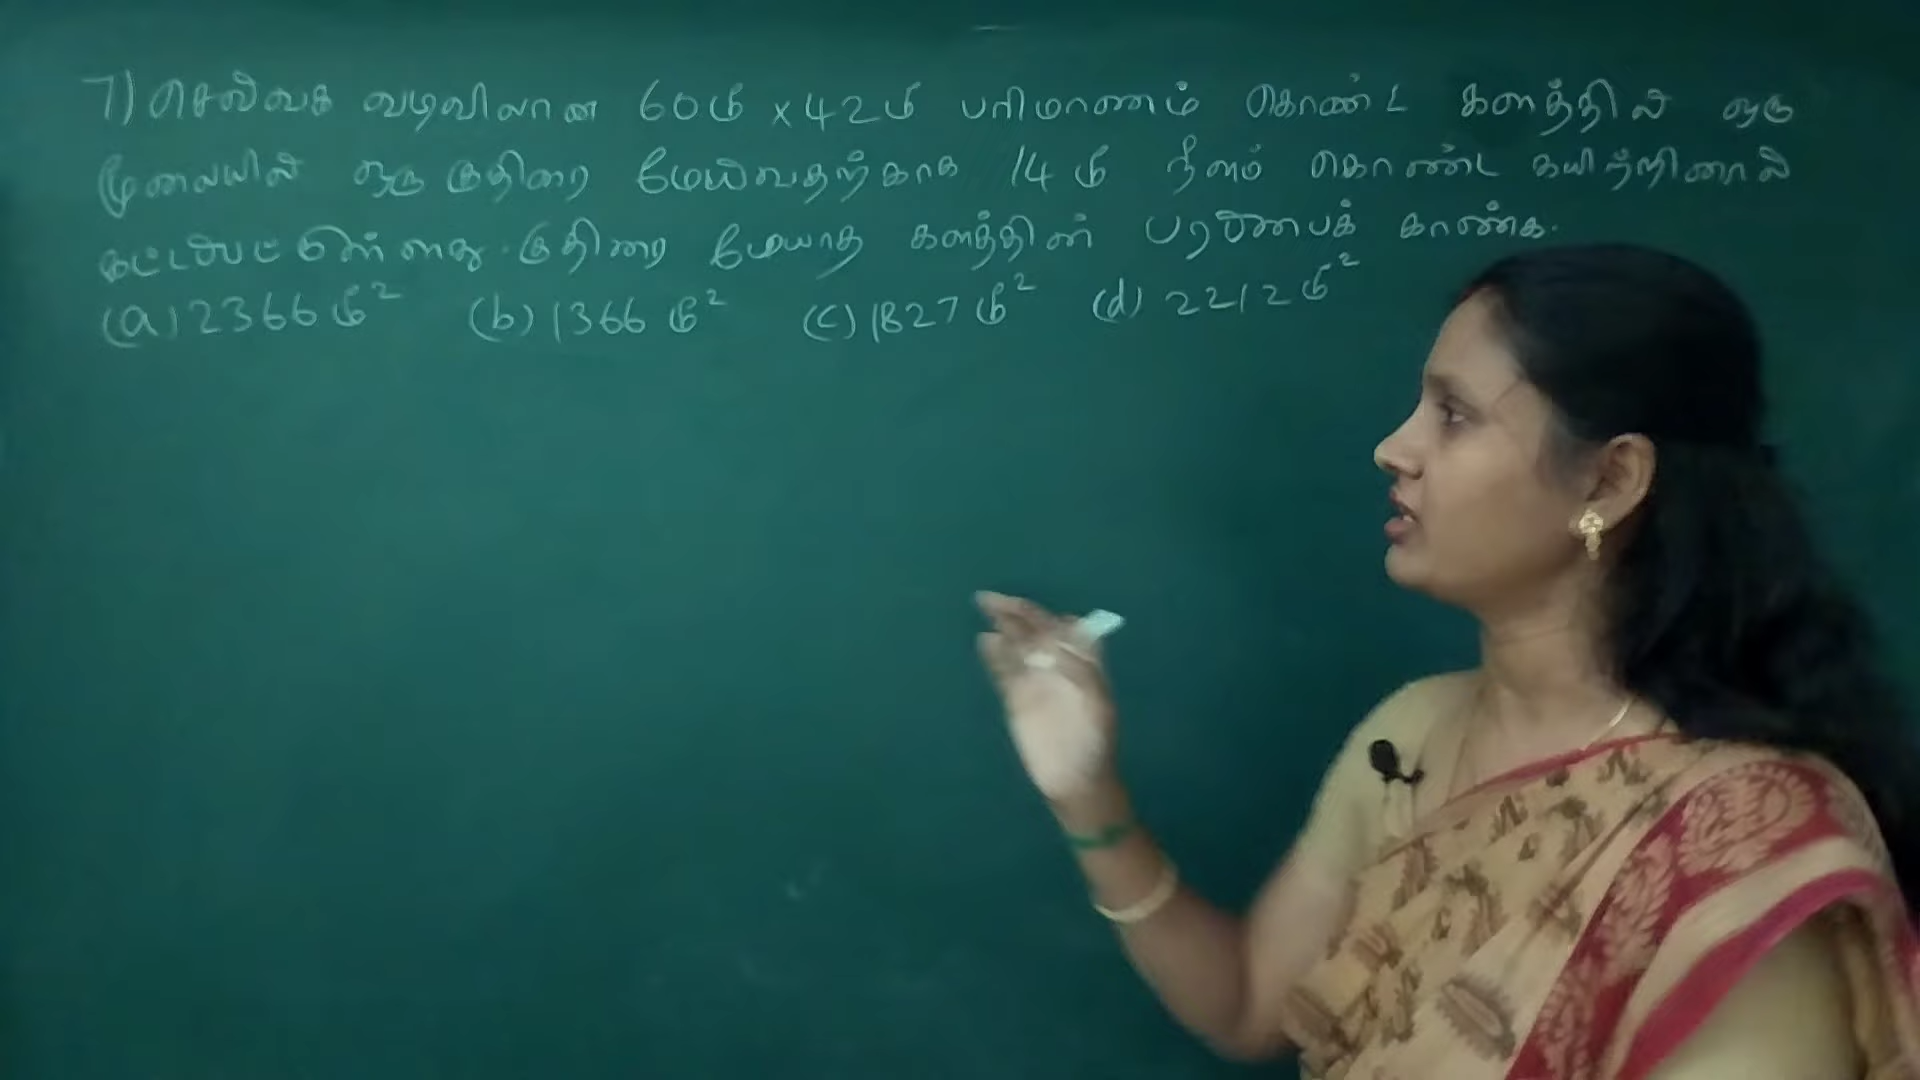 7) செவ்வக வடிவிலான 60மீ x 42மீ பரிமாணம் கொண்ட களத்தில் ஒரு
மூலையில் ஒரு குதிரை மேய்வதற்காக 14 மீ நீளம் கொண்ட கயிற்றினால்
கட்டப்பட்டுள்ளது. குதிரை மேயாத களத்தின் பரப்பைக் காண்க.
(a) 2366 மீ² (b) 1366 மீ² (c) 1827 மீ² (d) 2212 மீ²